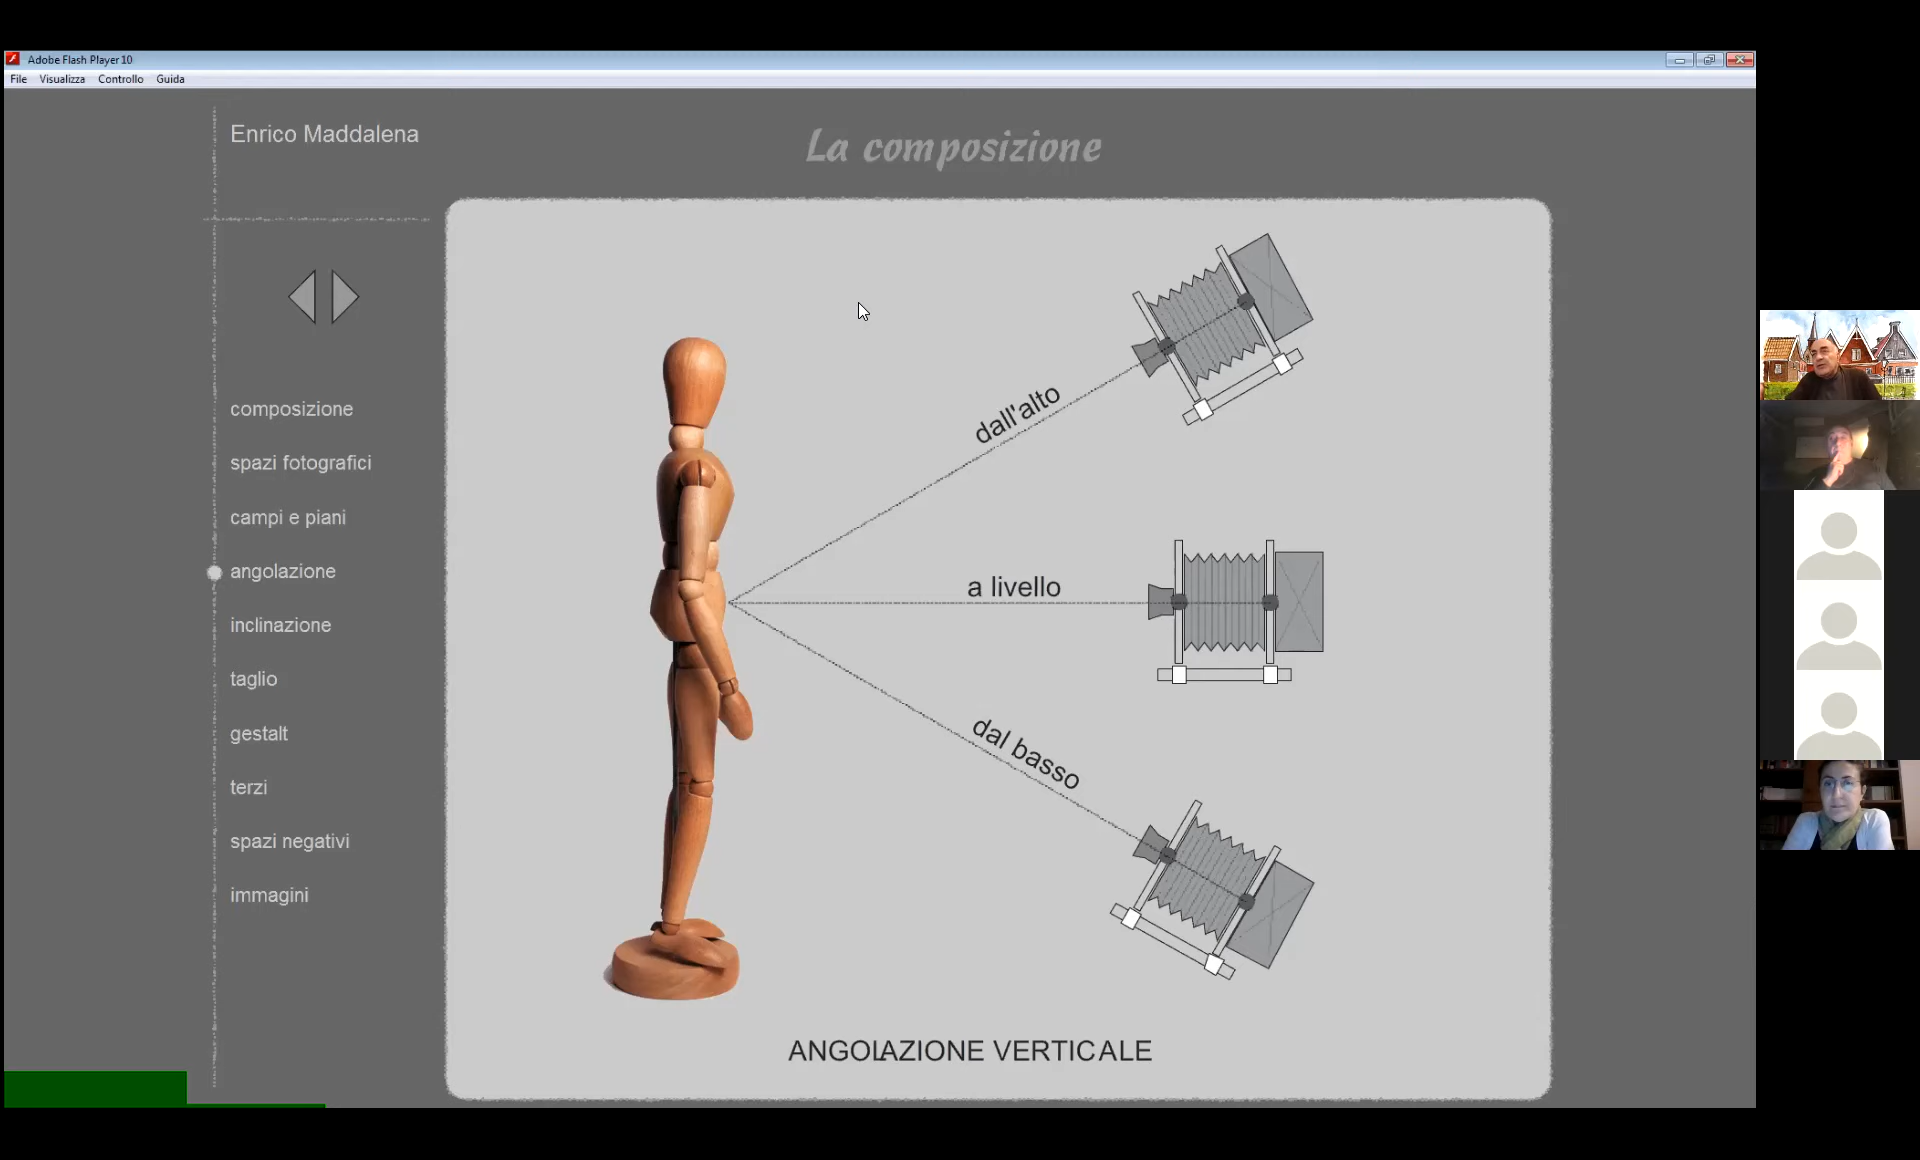 Adobe Flash Player 10
File Visualizza Controllo Guida
Enrico Maddalena
La composizione
composizione
spazi fotografici
campi e piani
angolazione
inclinazione
taglio
gestalt
terzi
spazi negativi
immagini
dall'alto
a livello
dal basso
ANGOLAZIONE VERTICALE